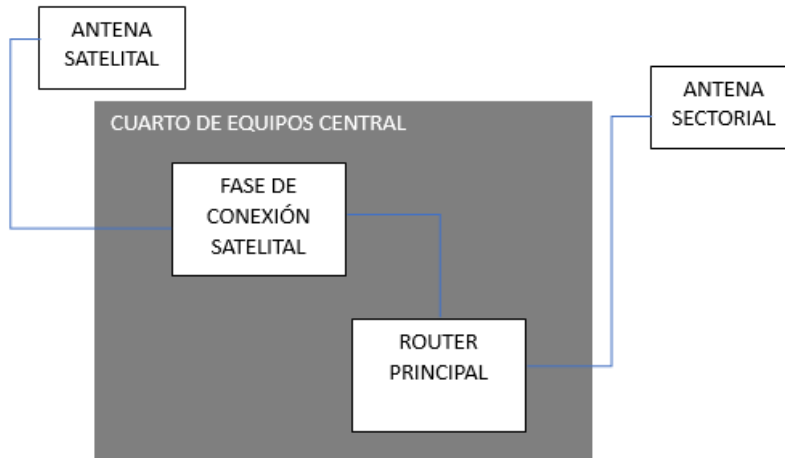 ANTENA
SATELITAL
ANTENA
SECTORIAL
CUARTO DE EQUIPOS CENTRAL
FASE DE
CONEXIÓN
SATELITAL
ROUTER
PRINCIPAL